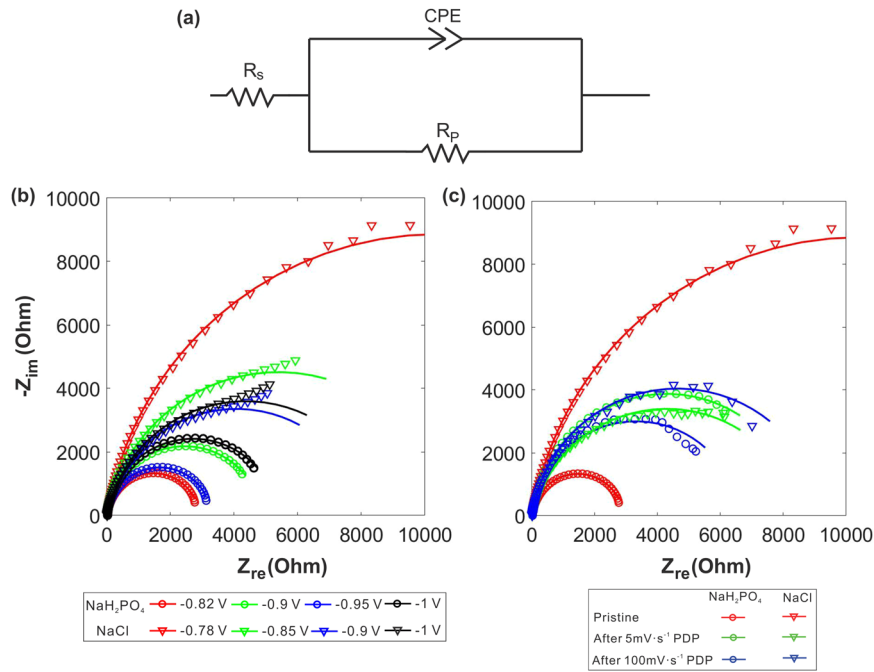 (a)
CPE
Rs
RP
(b)
10000
8000
6000
4000
2000
0
-Zim (Ohm)
0 2000 4000 6000 8000 10000
Zre(Ohm)
NaH2PO4 -0.82 V -0.9 V -0.95 V -1 V
NaCl -0.78 V -0.85 V -0.9 V -1 V
(c)
10000
8000
6000
4000
2000
0
0 2000 4000 6000 8000 10000
Zre(Ohm)
NaH2PO4 NaCl
Pristine
After 5mV·s⁻¹ PDP
After 100mV·s⁻¹ PDP